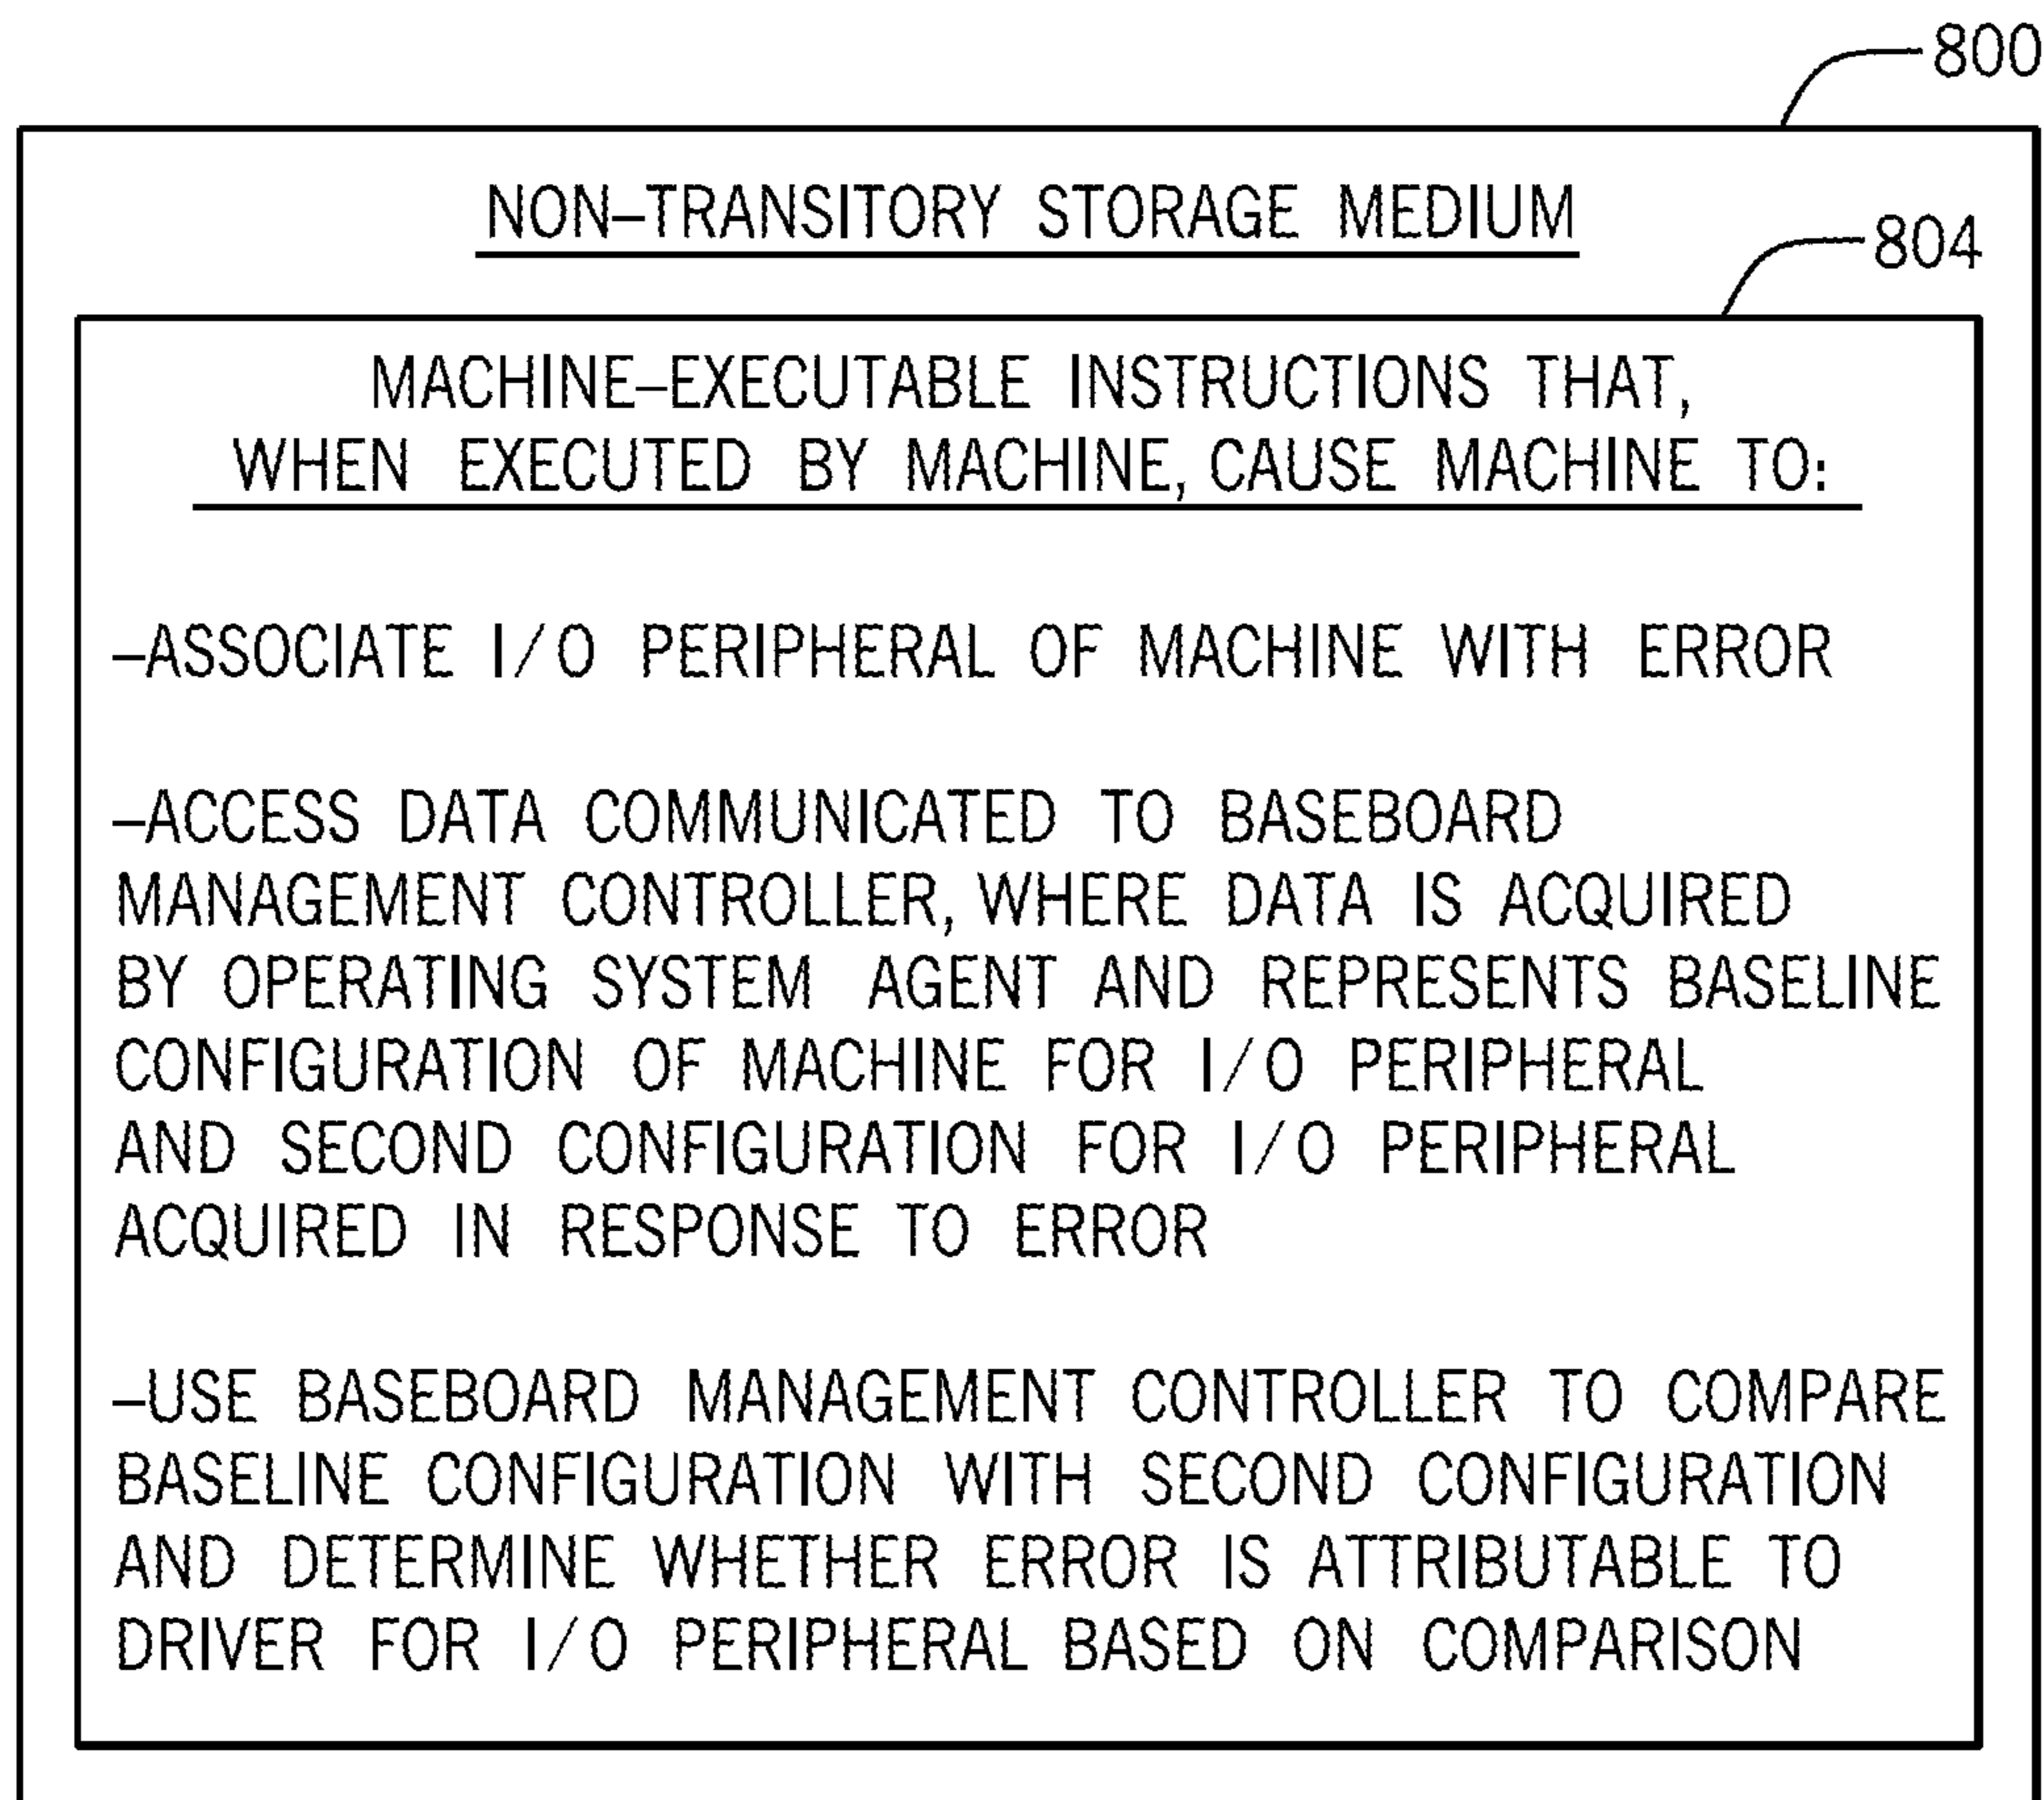 800
NON-TRANSITORY STORAGE MEDIUM
804
MACHINE-EXECUTABLE INSTRUCTIONS THAT,
WHEN EXECUTED BY MACHINE, CAUSE MACHINE TO:
-ASSOCIATE I/O PERIPHERAL OF MACHINE WITH ERROR
-ACCESS DATA COMMUNICATED TO BASEBOARD
MANAGEMENT CONTROLLER, WHERE DATA IS ACQUIRED
BY OPERATING SYSTEM AGENT AND REPRESENTS BASELINE
CONFIGURATION OF MACHINE FOR I/O PERIPHERAL
AND SECOND CONFIGURATION FOR I/O PERIPHERAL
ACQUIRED IN RESPONSE TO ERROR
-USE BASEBOARD MANAGEMENT CONTROLLER TO COMPARE
BASELINE CONFIGURATION WITH SECOND CONFIGURATION
AND DETERMINE WHETHER ERROR IS ATTRIBUTABLE TO
DRIVER FOR I/O PERIPHERAL BASED ON COMPARISON